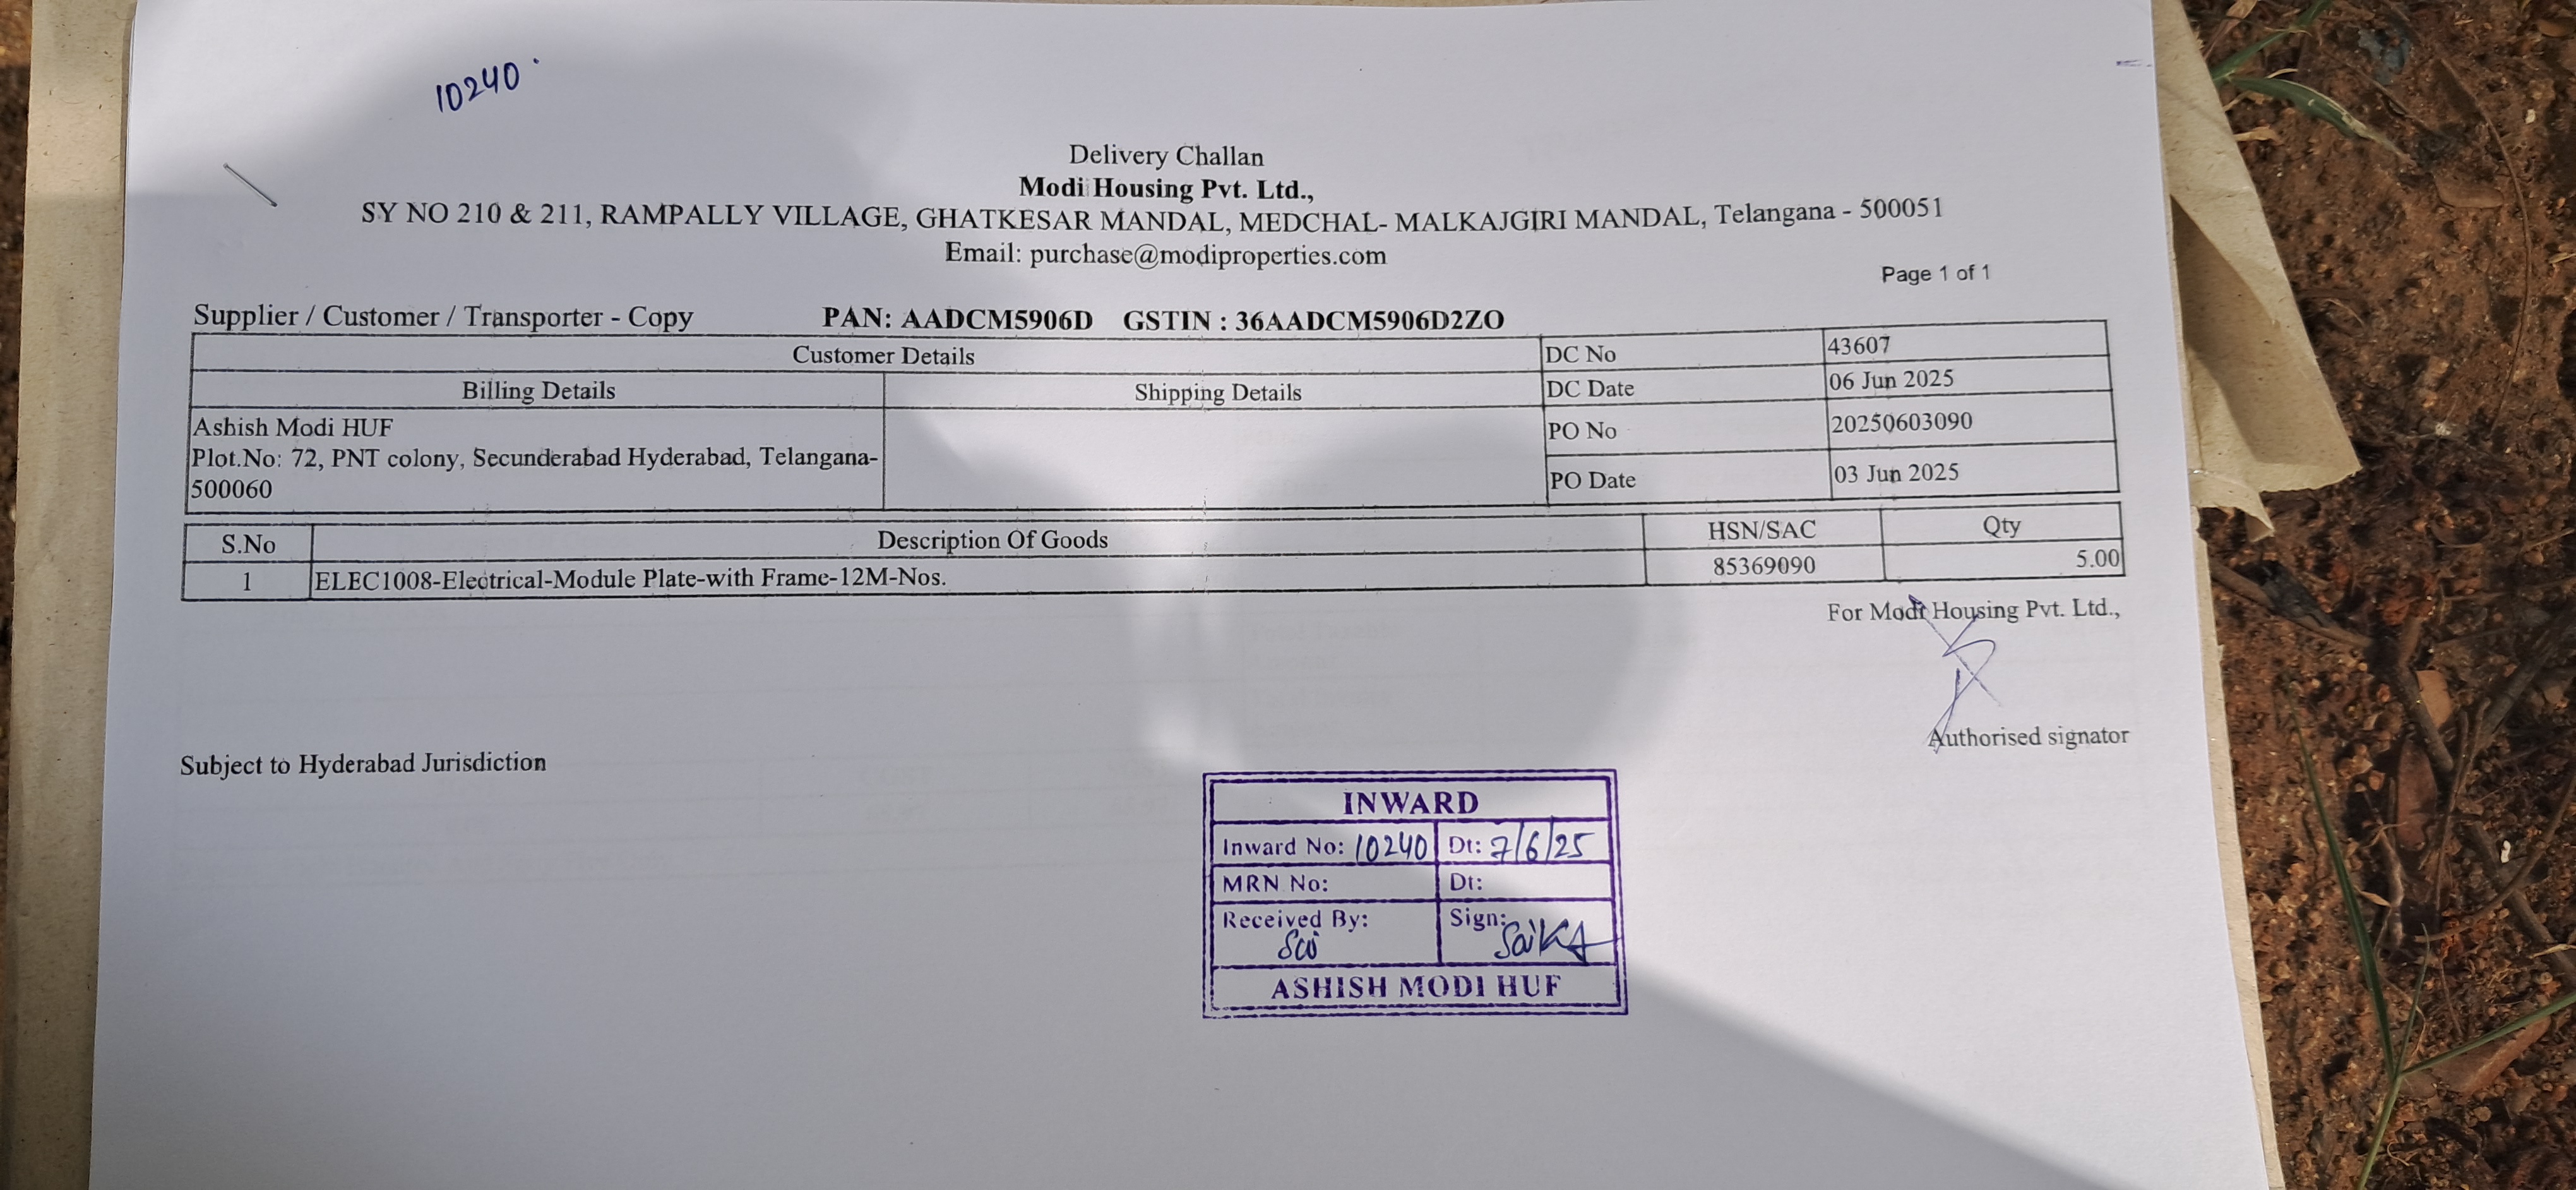 10240
Delivery Challan
Modi Housing Pvt. Ltd.,
SY NO 210 & 211, RAMPALLY VILLAGE, GHATKESAR MANDAL, MEDCHAL- MALKAJGIRI MANDAL, Telangana - 500051
Email: purchase@modiproperties.com
Page 1 of 1
Supplier / Customer / Transporter - Copy PAN: AADCM5906D GSTIN : 36AADCM5906D2ZO
Customer Details DC No 43607
Billing Details Shipping Details DC Date 06 Jun 2025
Ashish Modi HUF PO No 20250603090
Plot.No: 72, PNT colony, Secunderabad Hyderabad, Telangana-
500060 PO Date 03 Jun 2025
S.No Description Of Goods HSN/SAC Qty
1 ELEC1008-Electrical-Module Plate-with Frame-12M-Nos. 85369090 5.00
For Modi Housing Pvt. Ltd.,
Authorised signator
Subject to Hyderabad Jurisdiction
INWARD
Inward No: 10240 Dt: 7/6/25
MRN No: Dt:
Received By: Sign:
Sai
ASHISH MODI HUF